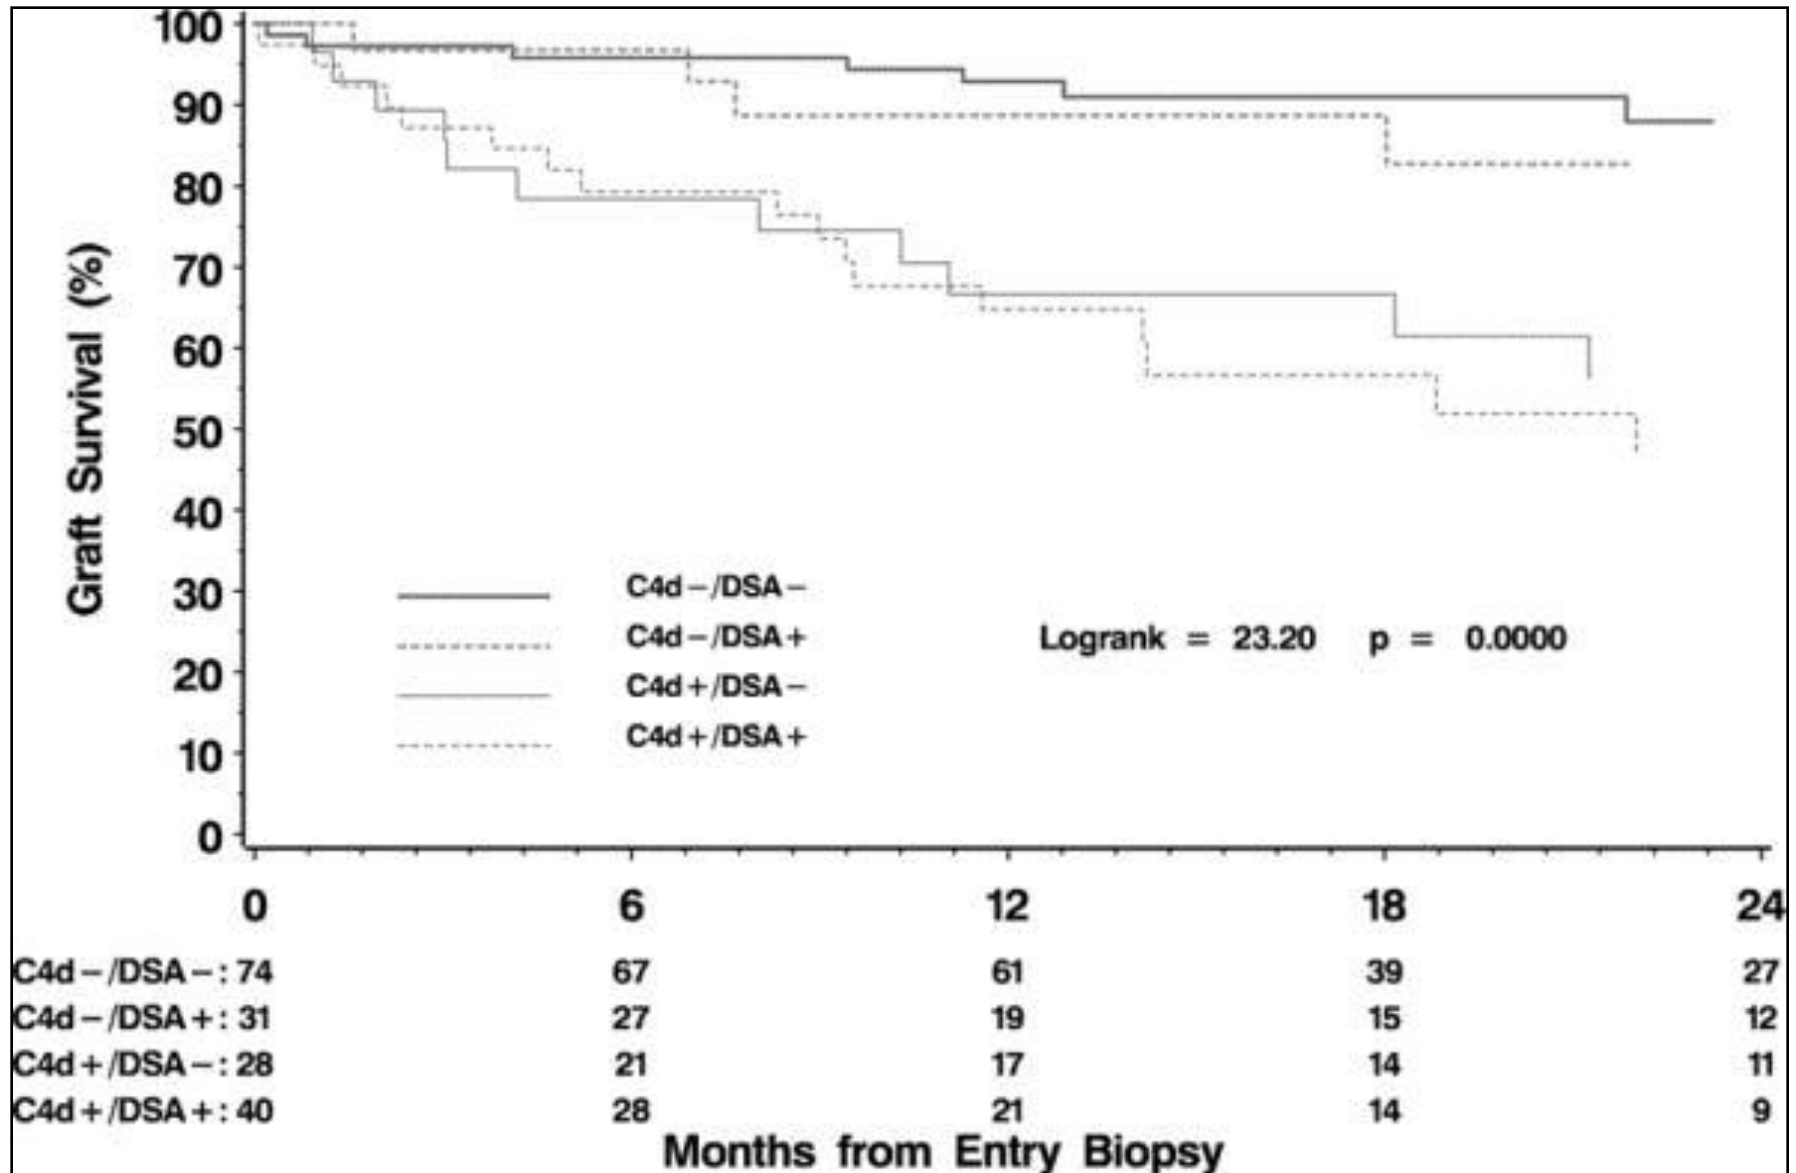 100
90
80
70
60
50
40
30
20
10
0
Graft Survival (%)
C4d−/DSA−
C4d−/DSA+
C4d+/DSA−
C4d+/DSA+
Logrank = 23.20 p = 0.0000
0 6 12 18 24
C4d−/DSA−: 74 67 61 39 27
C4d−/DSA+: 31 27 19 15 12
C4d+/DSA−: 28 21 17 14 11
C4d+/DSA+: 40 28 21 14 9
Months from Entry Biopsy